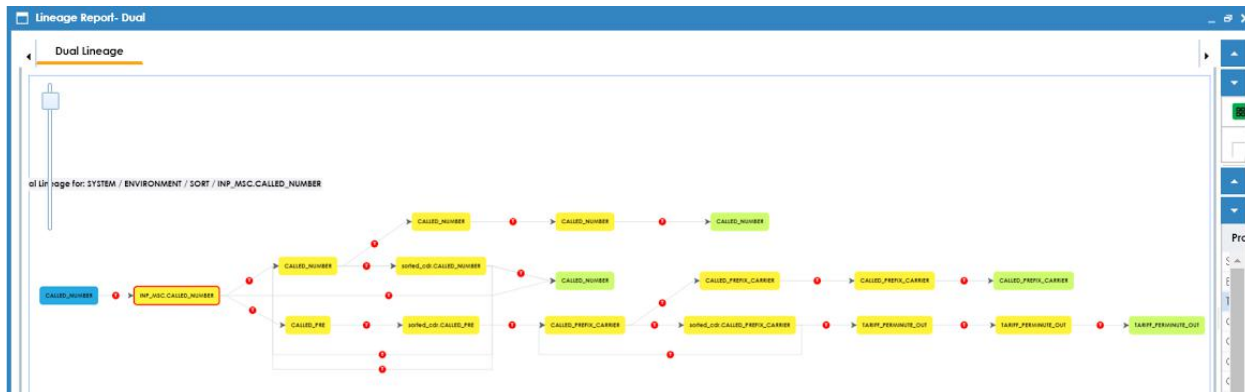 Lineage Report- Dual
Dual Lineage
al Lineage for: SYSTEM / ENVIRONMENT / SORT / INP_MSC.CALLED_NUMBER
CALLED_NUMBER
CALLED_NUMBER
CALLED_NUMBER
CALLED_NUMBER
sorted_cdr.CALLED_NUMBER
CALLED_NUMBER
CALLED_PREFIX_CARRIER
CALLED_PREFIX_CARRIER
CALLED_PREFIX_CARRIER
CALLED_NUMBER
INP_MSC.CALLED_NUMBER
CALLED_PRE
sorted_cdr.CALLED_PRE
CALLED_PREFIX_CARRIER
sorted_cdr.CALLED_PREFIX_CARRIER
TARIFF_PERMINUTE_OUT
TARIFF_PERMINUTE_OUT
TARIFF_PERMINUTE_OUT
Pro